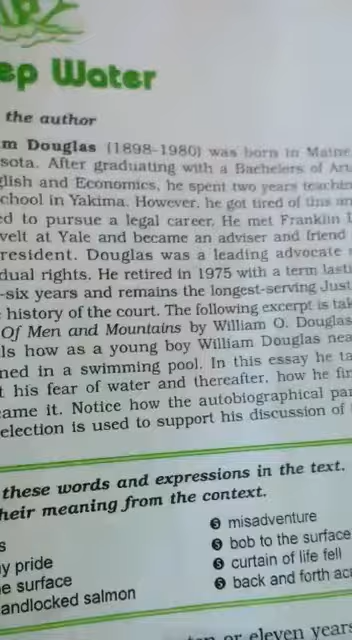 ep Water
the author
m Douglas (1898-1980) was born in Maine,
sota. After graduating with a Bachelers of Arts
glish and Economics, he spent two years teachin
chool in Yakima. However, he got tired of this an
ed to pursue a legal career. He met Franklin D
velt at Yale and became an adviser and friend
resident. Douglas was a leading advocate
dual rights. He retired in 1975 with a term lasti
-six years and remains the longest-serving Just
history of the court. The following excerpt is tak
Of Men and Mountains by William O. Douglas
ls how as a young boy William Douglas nea
ned in a swimming pool. In this essay he ta
t his fear of water and thereafter, how he fin
ame it. Notice how the autobiographical par
election is used to support his discussion of
these words and expressions in the text.
heir meaning from the context.
s
y pride
e surface
andlocked salmon
misadventure
bob to the surface
curtain of life fell
back and forth acr
or eleven years